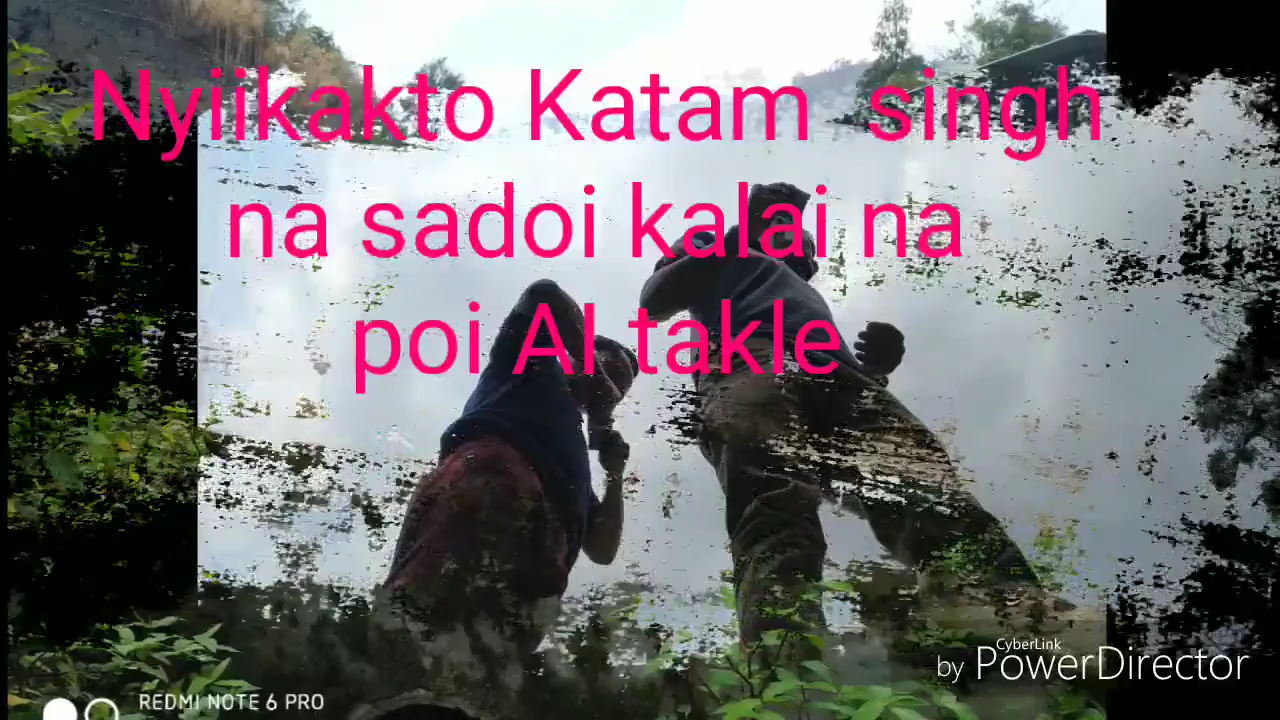 Nyiikakto Katam singh
na sadoi kalai na
poi AI takle
CyberLink
by PowerDirector
REDMI NOTE 6 PRO